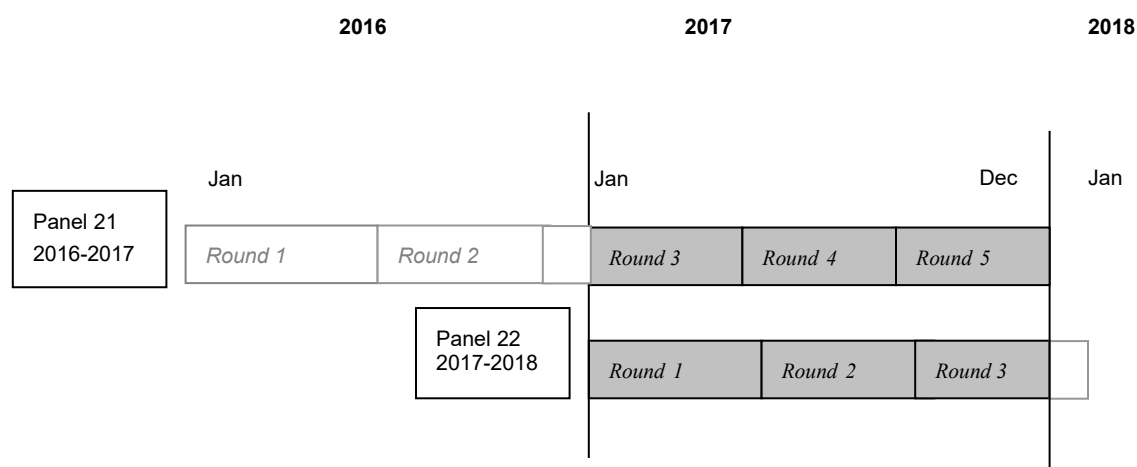 2016 2017 2018
Jan Jan Dec Jan
Panel 21
2016-2017
Round 1 Round 2 Round 3 Round 4 Round 5
Panel 22
2017-2018
Round 1 Round 2 Round 3